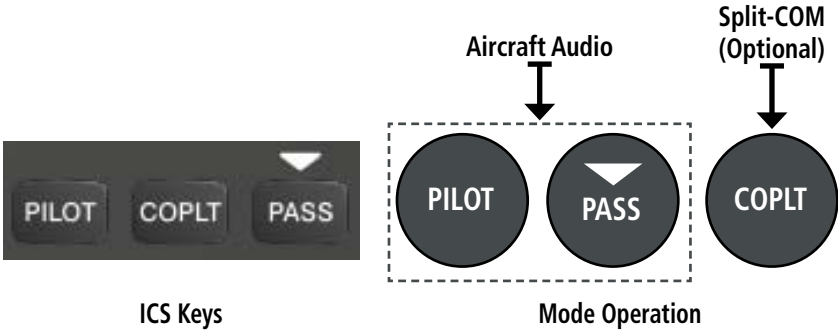 Split-COM
(Optional)
Aircraft Audio
PILOT COPLT PASS
PILOT PASS COPLT
ICS Keys Mode Operation